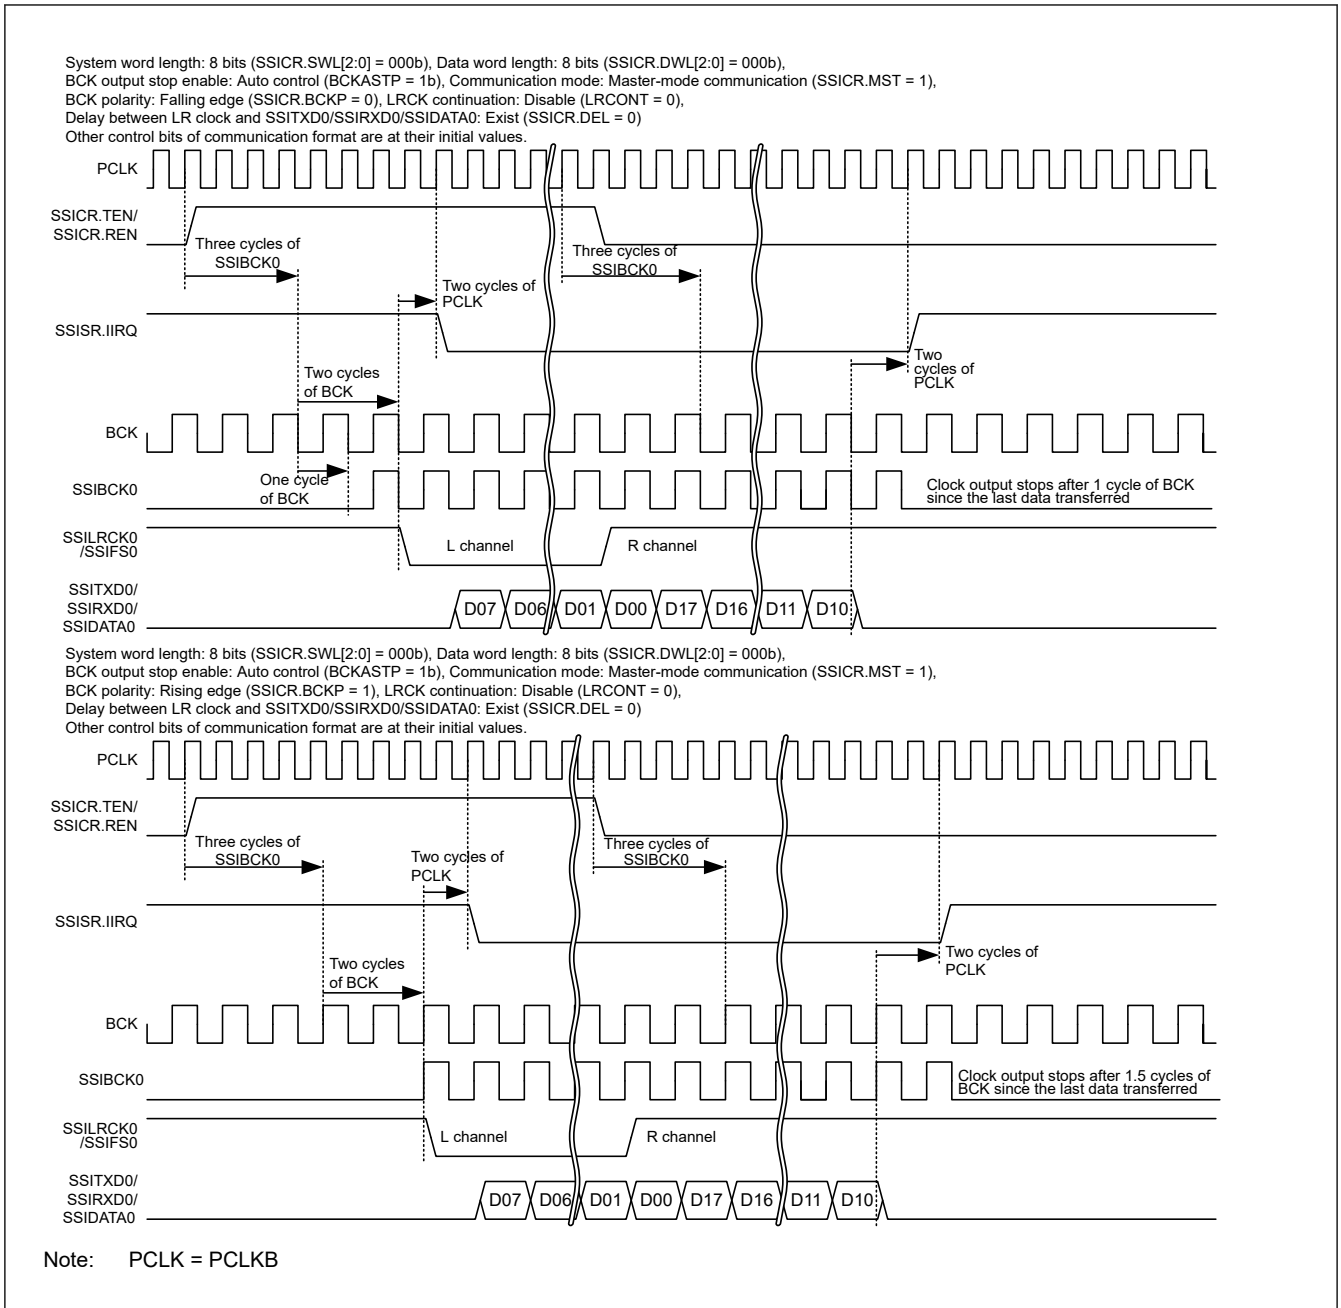 System word length: 8 bits (SSICR.SWL[2:0] = 000b), Data word length: 8 bits (SSICR.DWL[2:0] = 000b),
BCK output stop enable: Auto control (BCKASTP = 1b), Communication mode: Master-mode communication (SSICR.MST = 1),
BCK polarity: Falling edge (SSICR.BCKP = 0), LRCK continuation: Disable (LRCONT = 0),
Delay between LR clock and SSITXD0/SSIRXD0/SSIDATA0: Exist (SSICR.DEL = 0)
Other control bits of communication format are at their initial values.
PCLK
SSICR.TEN/
SSICR.REN
Three cycles of
SSIBCK0
Three cycles of
SSIBCK0
Two cycles of
PCLK
SSISR.IIRQ
Two
cycles of
PCLK
Two cycles
of BCK
BCK
One cycle
of BCK
SSIBCK0
Clock output stops after 1 cycle of BCK
since the last data transferred
SSILRCK0
/SSIFS0
L channel
R channel
SSITXD0/
SSIRXD0/
SSIDATA0
D07 D06 D01 D00 D17 D16 D11 D10
System word length: 8 bits (SSICR.SWL[2:0] = 000b), Data word length: 8 bits (SSICR.DWL[2:0] = 000b),
BCK output stop enable: Auto control (BCKASTP = 1b), Communication mode: Master-mode communication (SSICR.MST = 1),
BCK polarity: Rising edge (SSICR.BCKP = 1), LRCK continuation: Disable (LRCONT = 0),
Delay between LR clock and SSITXD0/SSIRXD0/SSIDATA0: Exist (SSICR.DEL = 0)
Other control bits of communication format are at their initial values.
PCLK
SSICR.TEN/
SSICR.REN
Three cycles of
SSIBCK0
Two cycles of
PCLK
Three cycles of
SSIBCK0
SSISR.IIRQ
Two cycles of
PCLK
Two cycles
of BCK
BCK
SSIBCK0
Clock output stops after 1.5 cycles of
BCK since the last data transferred
SSILRCK0
/SSIFS0
L channel
R channel
SSITXD0/
SSIRXD0/
SSIDATA0
D07 D06 D01 D00 D17 D16 D11 D10
Note: PCLK = PCLKB